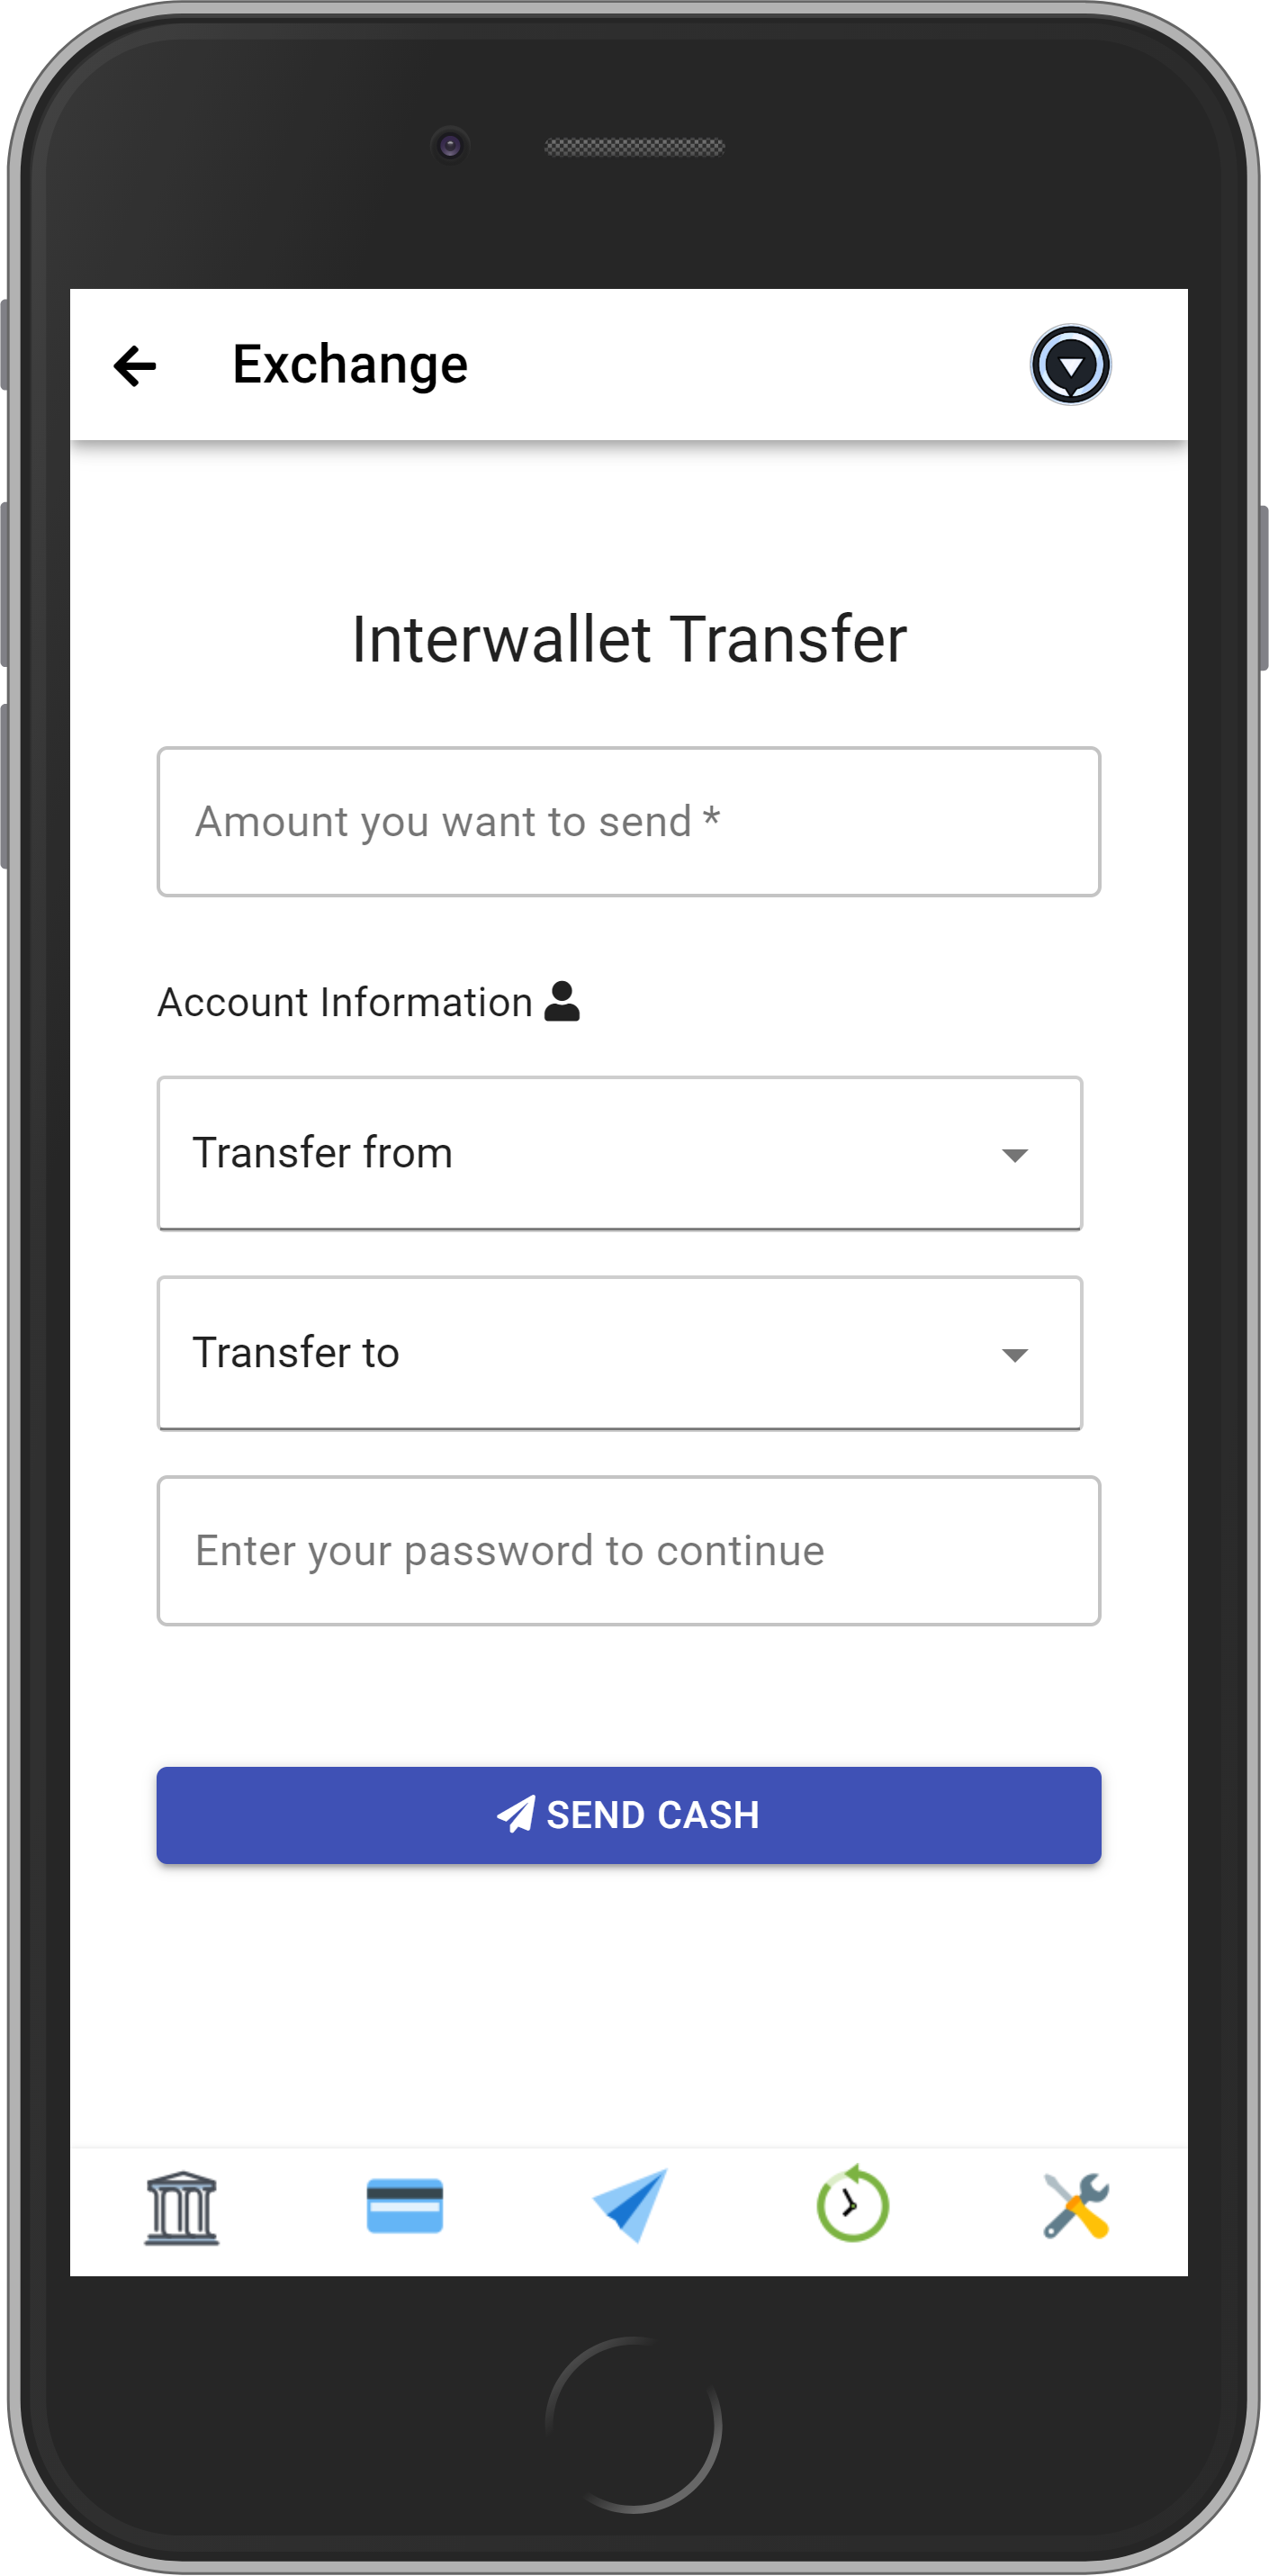 Exchange
Interwallet Transfer
Amount you want to send *
Account Information
Transfer from
Transfer to
Enter your password to continue
SEND CASH